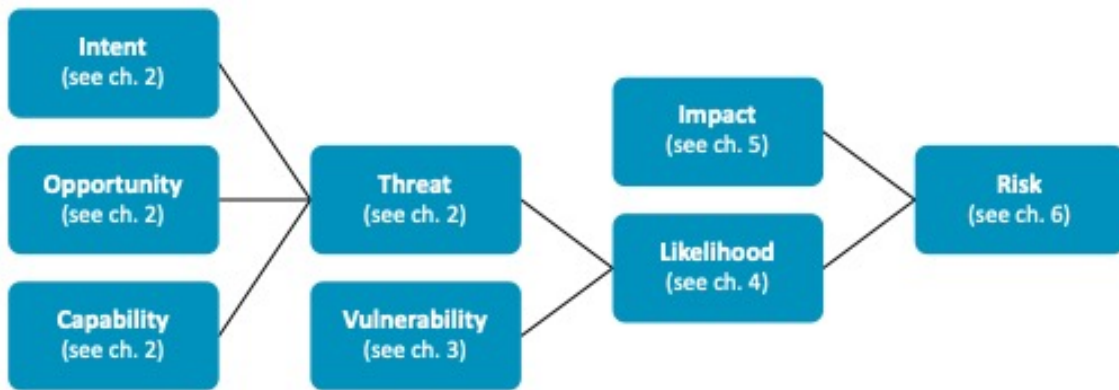 Intent
(see ch. 2)
Opportunity
(see ch. 2)
Capability
(see ch. 2)
Threat
(see ch. 2)
Vulnerability
(see ch. 3)
Impact
(see ch. 5)
Likelihood
(see ch. 4)
Risk
(see ch. 6)